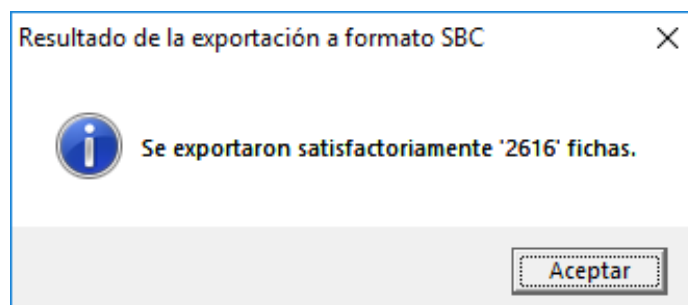 Resultado de la exportación a formato SBC
Se exportaron satisfactoriamente '2616' fichas.
Aceptar